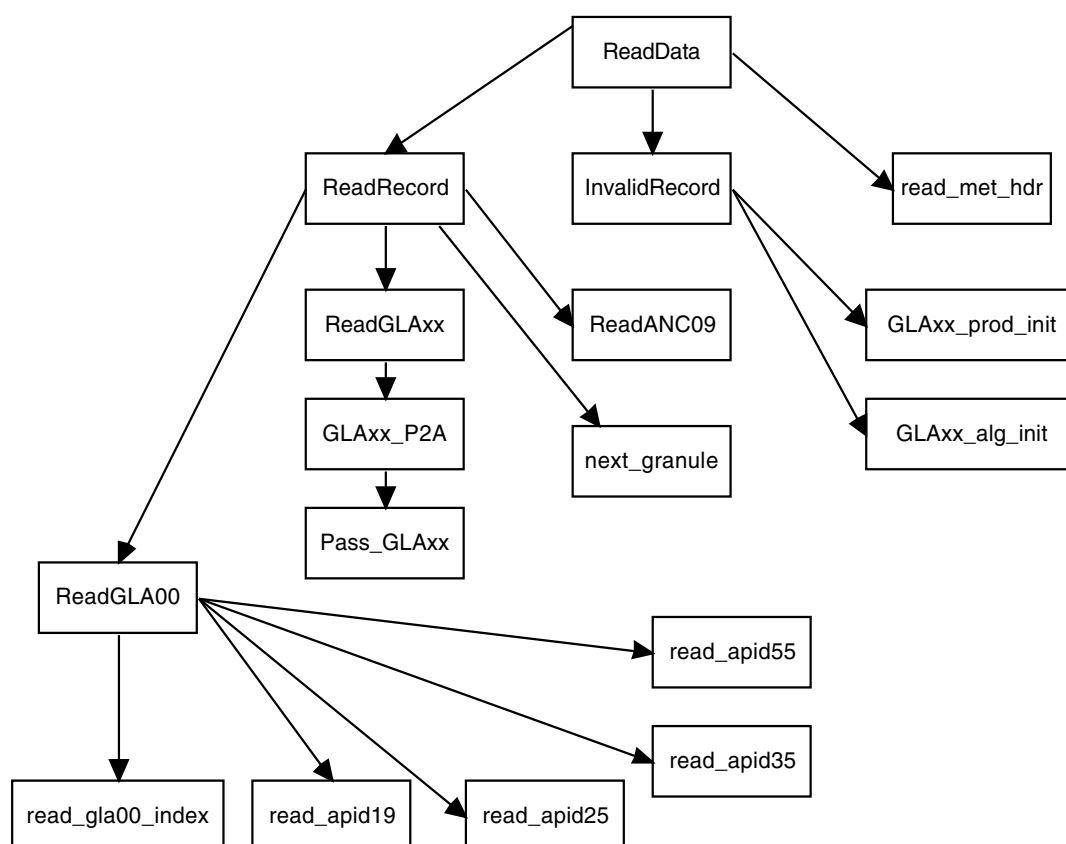 ReadData
ReadRecord
InvalidRecord
read_met_hdr
ReadGLAxx
ReadANC09
GLAxx_prod_init
GLAxx_P2A
next_granule
GLAxx_alg_init
Pass_GLAxx
ReadGLA00
read_apid55
read_apid35
read_gla00_index
read_apid19
read_apid25